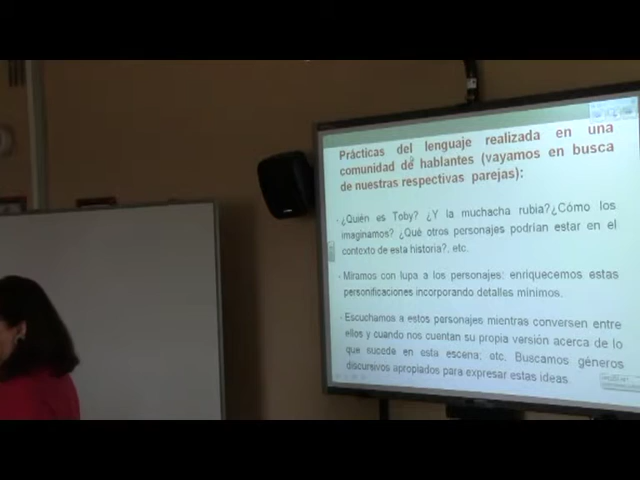 Prácticas del lenguaje realizada en una
comunidad de hablantes (vayamos en busca
de nuestras respectivas parejas):
- ¿Quién es Toby? ¿Y la muchacha rubia?¿Cómo los
imaginamos? ¿Qué otros personajes podrían estar en el
contexto de esta historia?, etc.
- Miramos con lupa a los personajes: enriquecemos estas
personificaciones incorporando detalles mínimos.
- Escuchamos a estos personajes mientras conversen entre
ellos y cuando nos cuentan su propia versión acerca de lo
que sucede en esta escena; etc. Buscamos géneros
discursivos apropiados para expresar estas ideas.